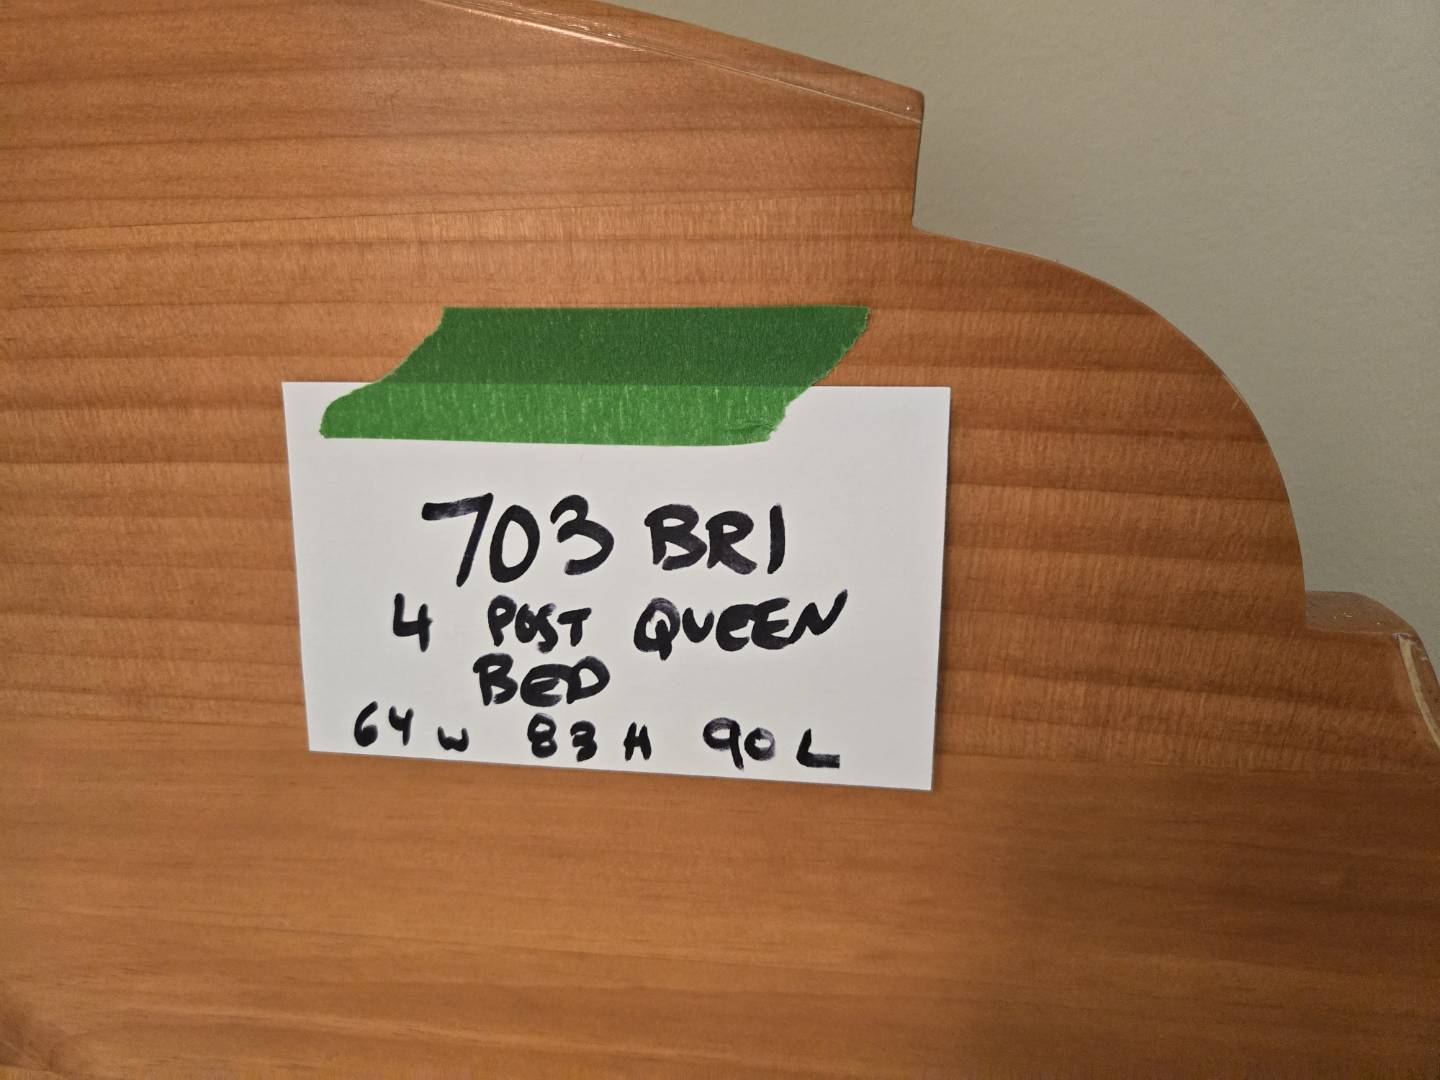 703 BR1
4 POST QUEEN
BED
64 W 83 H 90 L